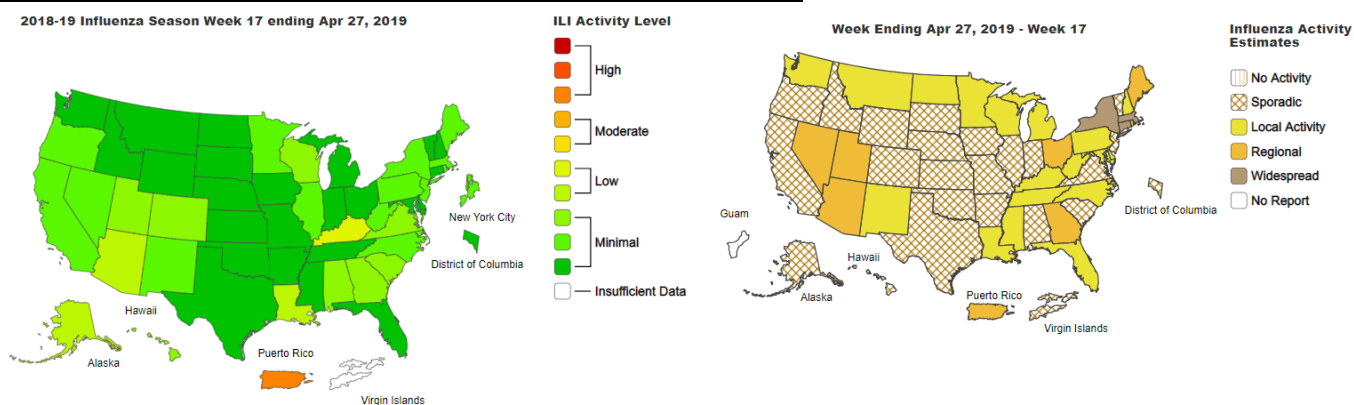 2018-19 Influenza Season Week 17 ending Apr 27, 2019
ILI Activity Level
High
Moderate
Low
Minimal
Insufficient Data
New York City
District of Columbia
Hawaii
Alaska
Puerto Rico
Virgin Islands
Week Ending Apr 27, 2019 - Week 17
Influenza Activity
Estimates
No Activity
Sporadic
Local Activity
Regional
Widespread
No Report
District of Columbia
Guam
Hawaii
Alaska
Puerto Rico
Virgin Islands